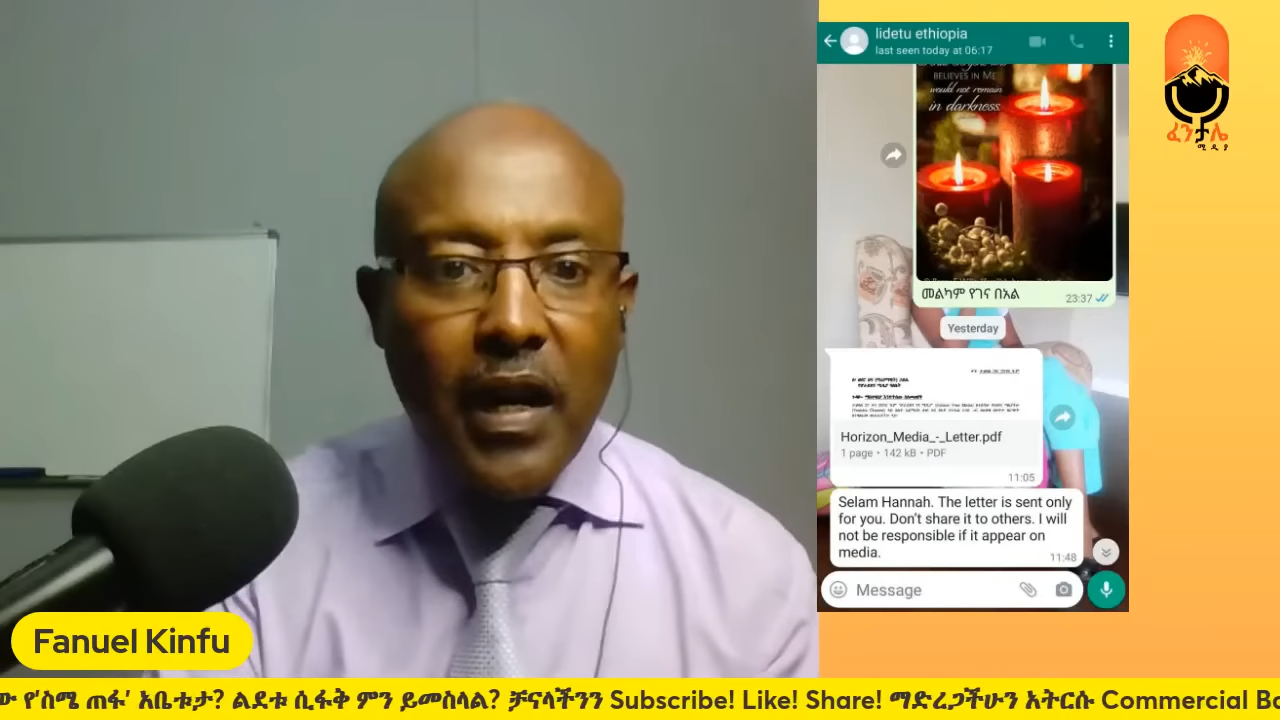 lidetu ethiopia
last seen today at 06:17
BELIEVES IN ME
would not remain
in darkness.
መልካም የገና በአል
23:37
Yesterday
Horizon_Media_-_Letter.pdf
1 page • 142 kB • PDF
11:05
Selam Hannah. The letter is sent only
for you. Don't share it to others. I will
not be responsible if it appear on
media.
11:48
Message
ፈንታሌ
ሚዲያ
Fanuel Kinfu
የ'ስሜ ጠፋ' አቤቱታ? ልደቱ ሲፋቅ ምን ይመስላል? ቻናላችንን Subscribe! Like! Share! ማድረጋችሁን አትርሱ Commercial